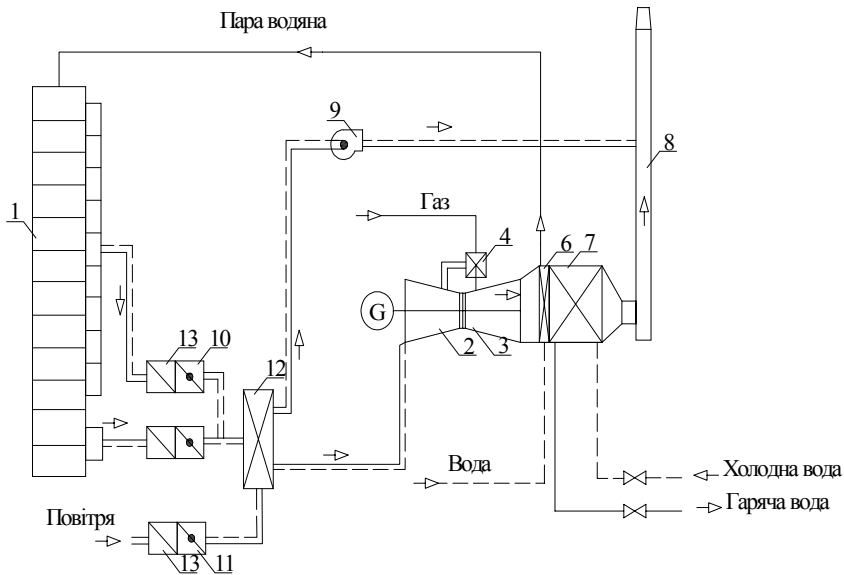 Пара водяна
9
8
1
Газ
4
6
7
G
2
3
13
10
12
Вода
Холодна вода
Гаряча вода
Повітря
13
11